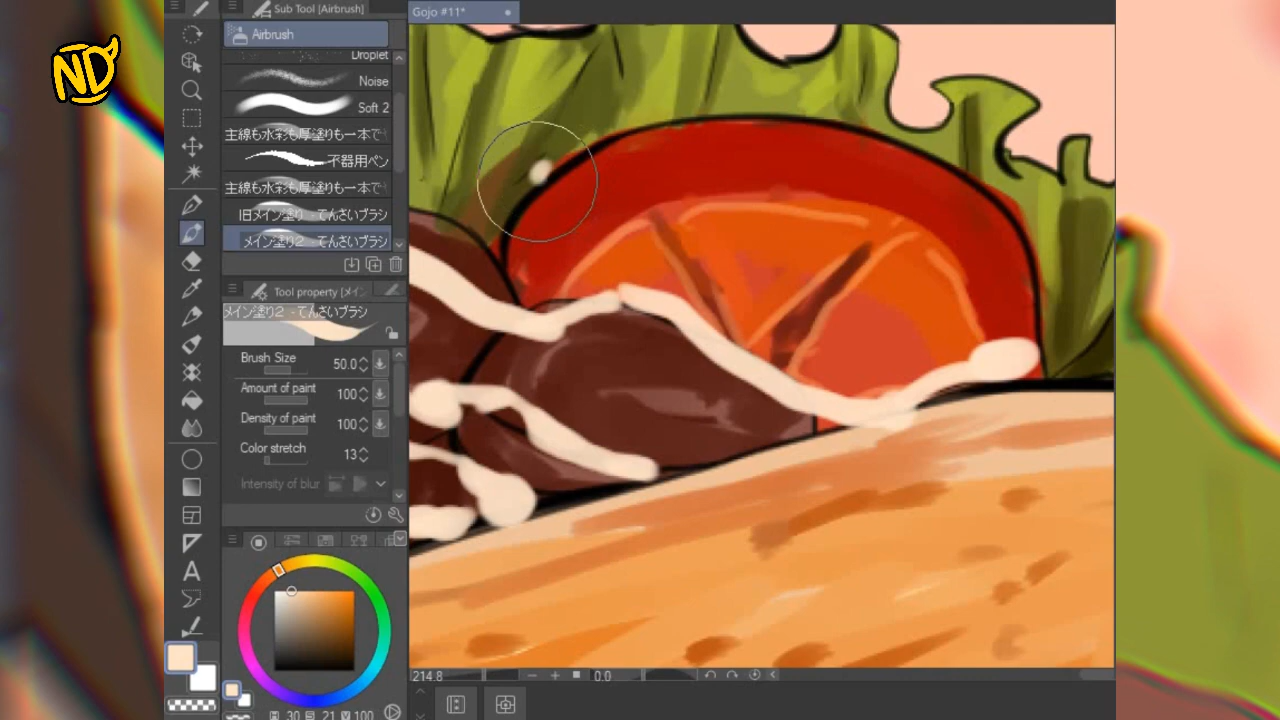 ND
Sub Tool [Airbrush]
Gojo #11*
Airbrush
Droplet
Noise
Soft 2
主線も水彩も厚塗りも一本で
不器用ペン
主線も水彩も厚塗りも一本で
旧メイン塗り - てんさいブラシ
メイン塗り2 - てんさいブラシ
Tool property [メイン
メイン塗り2 - てんさいブラシ
Brush Size 50.0
Amount of paint 100
Density of paint 100
Color stretch 13
Intensity of blur
A
214.8 0.0
H 30 S 21 V 100